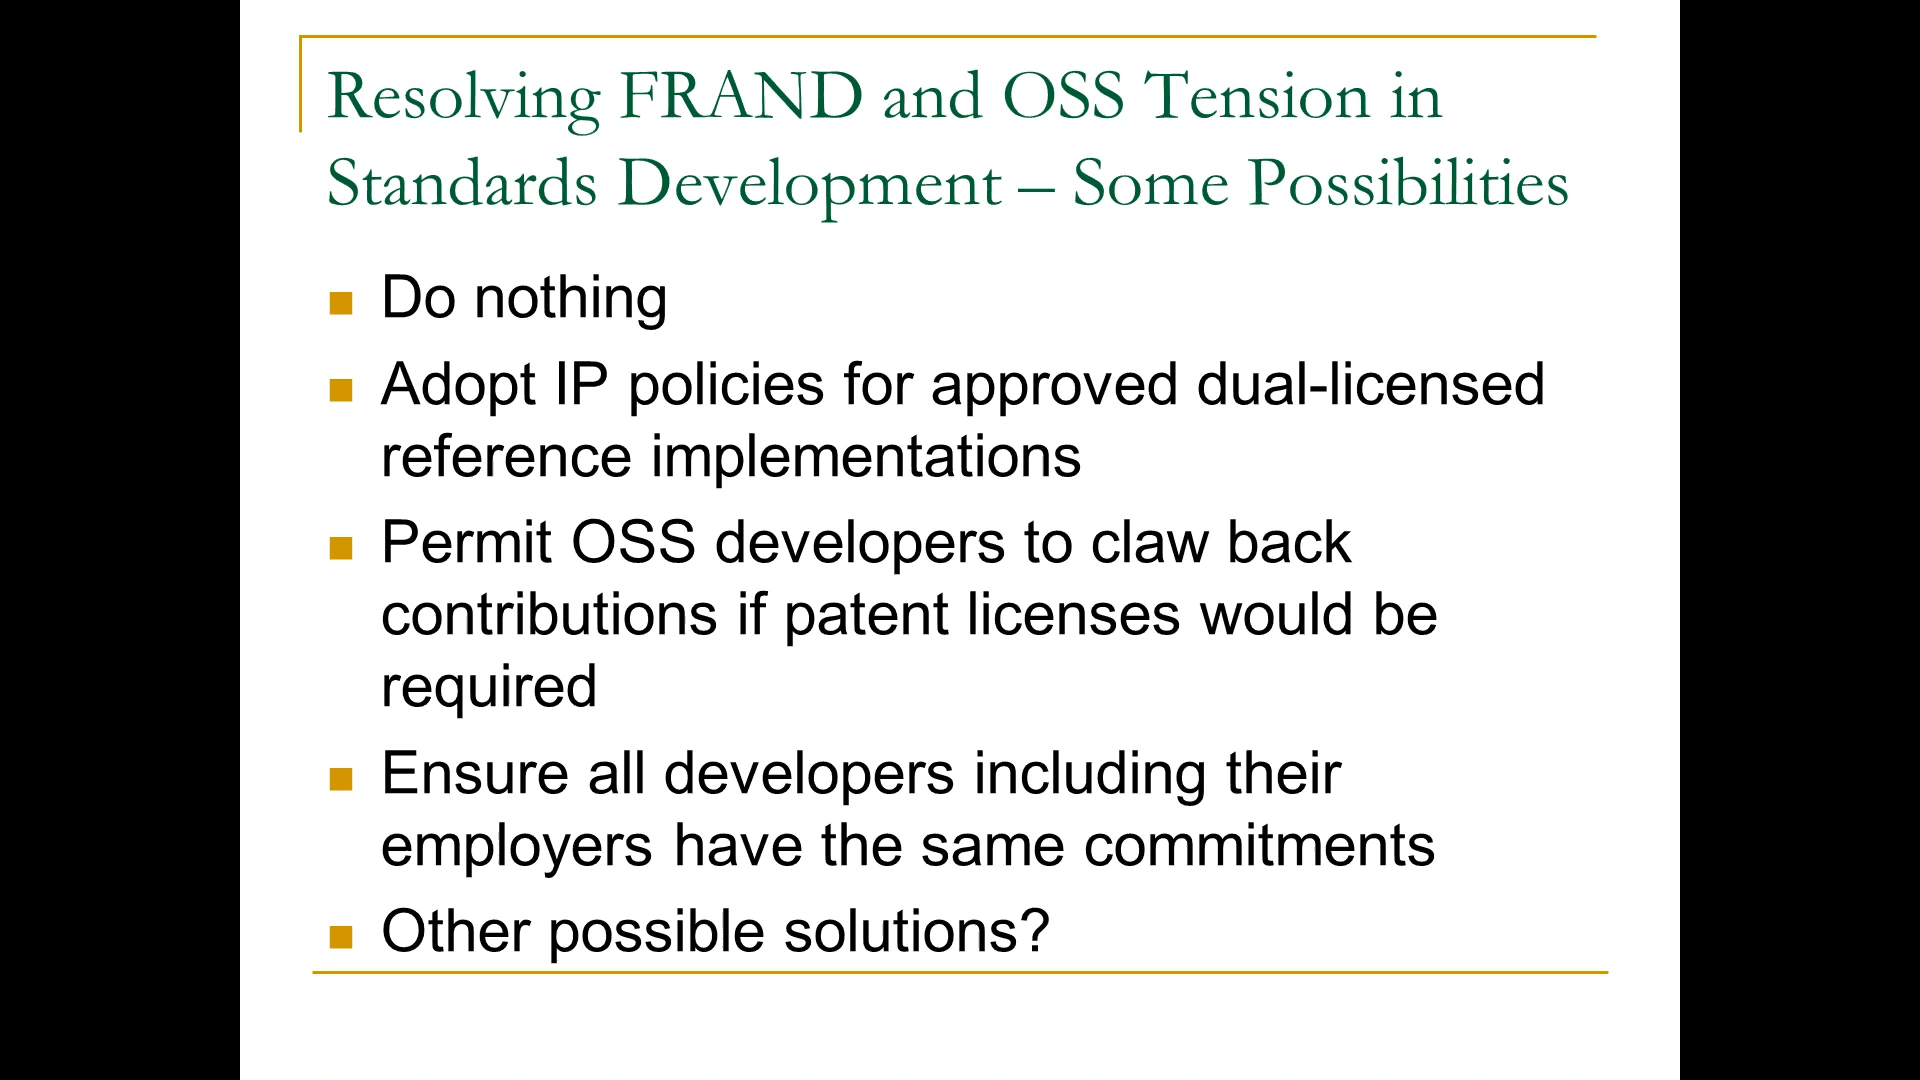 Resolving FRAND and OSS Tension in
Standards Development – Some Possibilities
Do nothing
Adopt IP policies for approved dual-licensed
reference implementations
Permit OSS developers to claw back
contributions if patent licenses would be
required
Ensure all developers including their
employers have the same commitments
Other possible solutions?